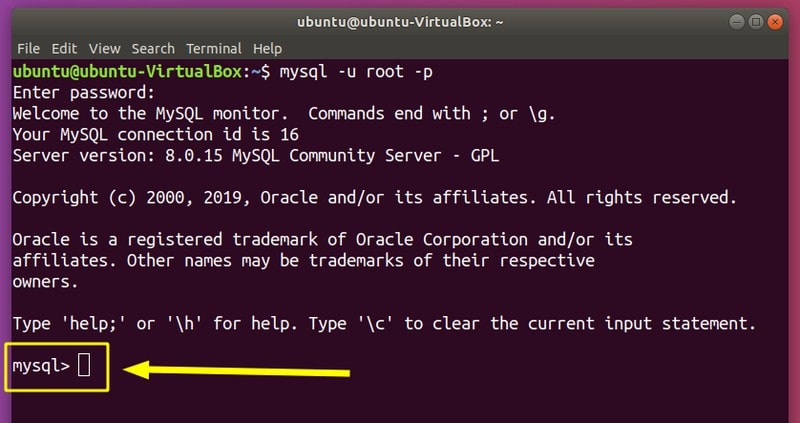 ubuntu@ubuntu-VirtualBox: ~
File Edit View Search Terminal Help
ubuntu@ubuntu-VirtualBox:~$ mysql -u root -p
Enter password:
Welcome to the MySQL monitor.  Commands end with ; or \g.
Your MySQL connection id is 16
Server version: 8.0.15 MySQL Community Server - GPL
Copyright (c) 2000, 2019, Oracle and/or its affiliates. All rights reserved.
Oracle is a registered trademark of Oracle Corporation and/or its
affiliates. Other names may be trademarks of their respective
owners.
Type 'help;' or '\h' for help. Type '\c' to clear the current input statement.
mysql>